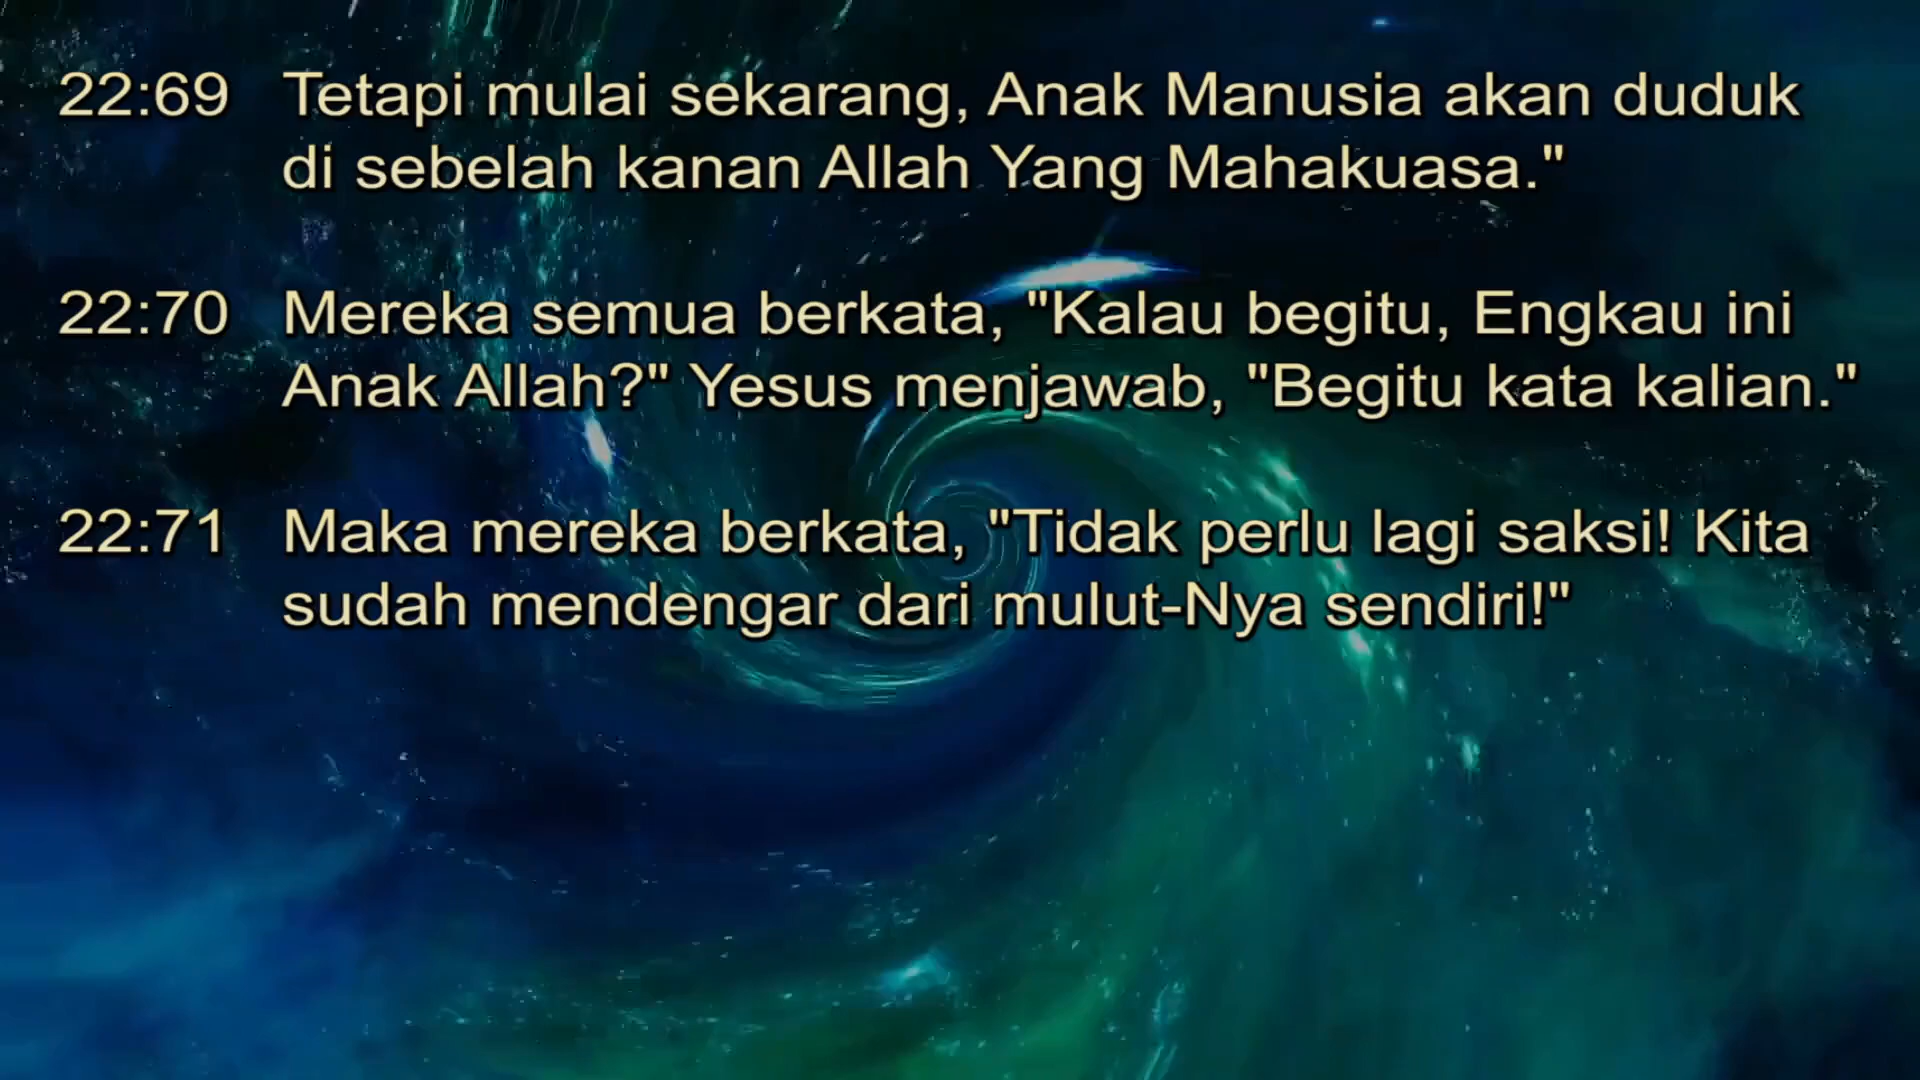 22:69 Tetapi mulai sekarang, Anak Manusia akan duduk
di sebelah kanan Allah Yang Mahakuasa."
22:70 Mereka semua berkata, "Kalau begitu, Engkau ini
Anak Allah?" Yesus menjawab, "Begitu kata kalian."
22:71 Maka mereka berkata, "Tidak perlu lagi saksi! Kita
sudah mendengar dari mulut-Nya sendiri!"